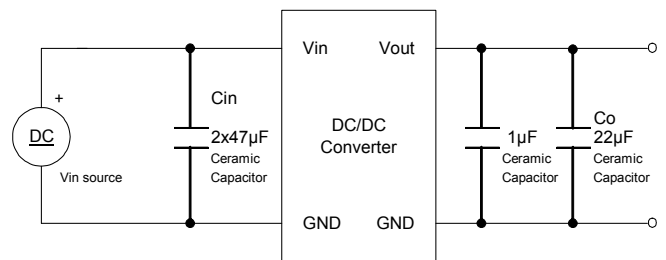 Vin
Vout
+
Cin
2x47µF
Ceramic
Capacitor
DC
Vin source
DC/DC
Converter
1µF
Ceramic
Capacitor
Co
22µF
Ceramic
Capacitor
GND
GND